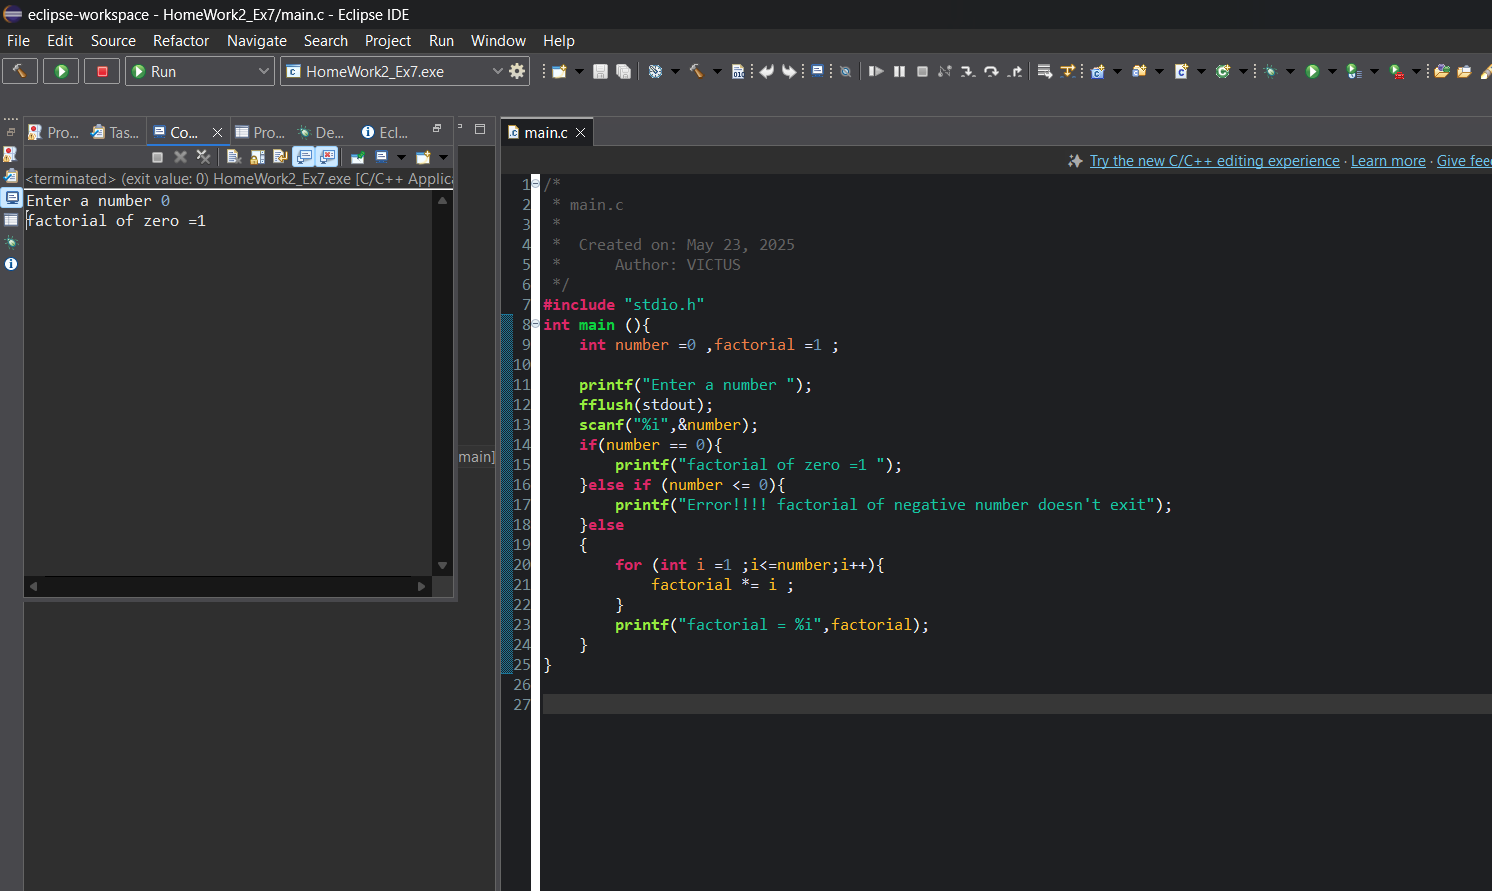 eclipse-workspace - HomeWork2_Ex7/main.c - Eclipse IDE
File Edit Source Refactor Navigate Search Project Run Window Help
Run HomeWork2_Ex7.exe
Pro... Tas... Co... Pro... De... Ecl...
<terminated> (exit value: 0) HomeWork2_Ex7.exe [C/C++ Applica
Enter a number 0
factorial of zero =1
main]
main.c
Try the new C/C++ editing experience · Learn more · Give fee
1 /*
2  * main.c
3  *
4  *  Created on: May 23, 2025
5  *      Author: VICTUS
6  */
7 #include "stdio.h"
8 int main (){
9     int number =0 ,factorial =1 ;
10
11     printf("Enter a number ");
12     fflush(stdout);
13     scanf("%i",&number);
14     if(number == 0){
15         printf("factorial of zero =1 ");
16     }else if (number <= 0){
17         printf("Error!!!! factorial of negative number doesn't exit");
18     }else
19     {
20         for (int i =1 ;i<=number;i++){
21             factorial *= i ;
22         }
23         printf("factorial = %i",factorial);
24     }
25 }
26
27